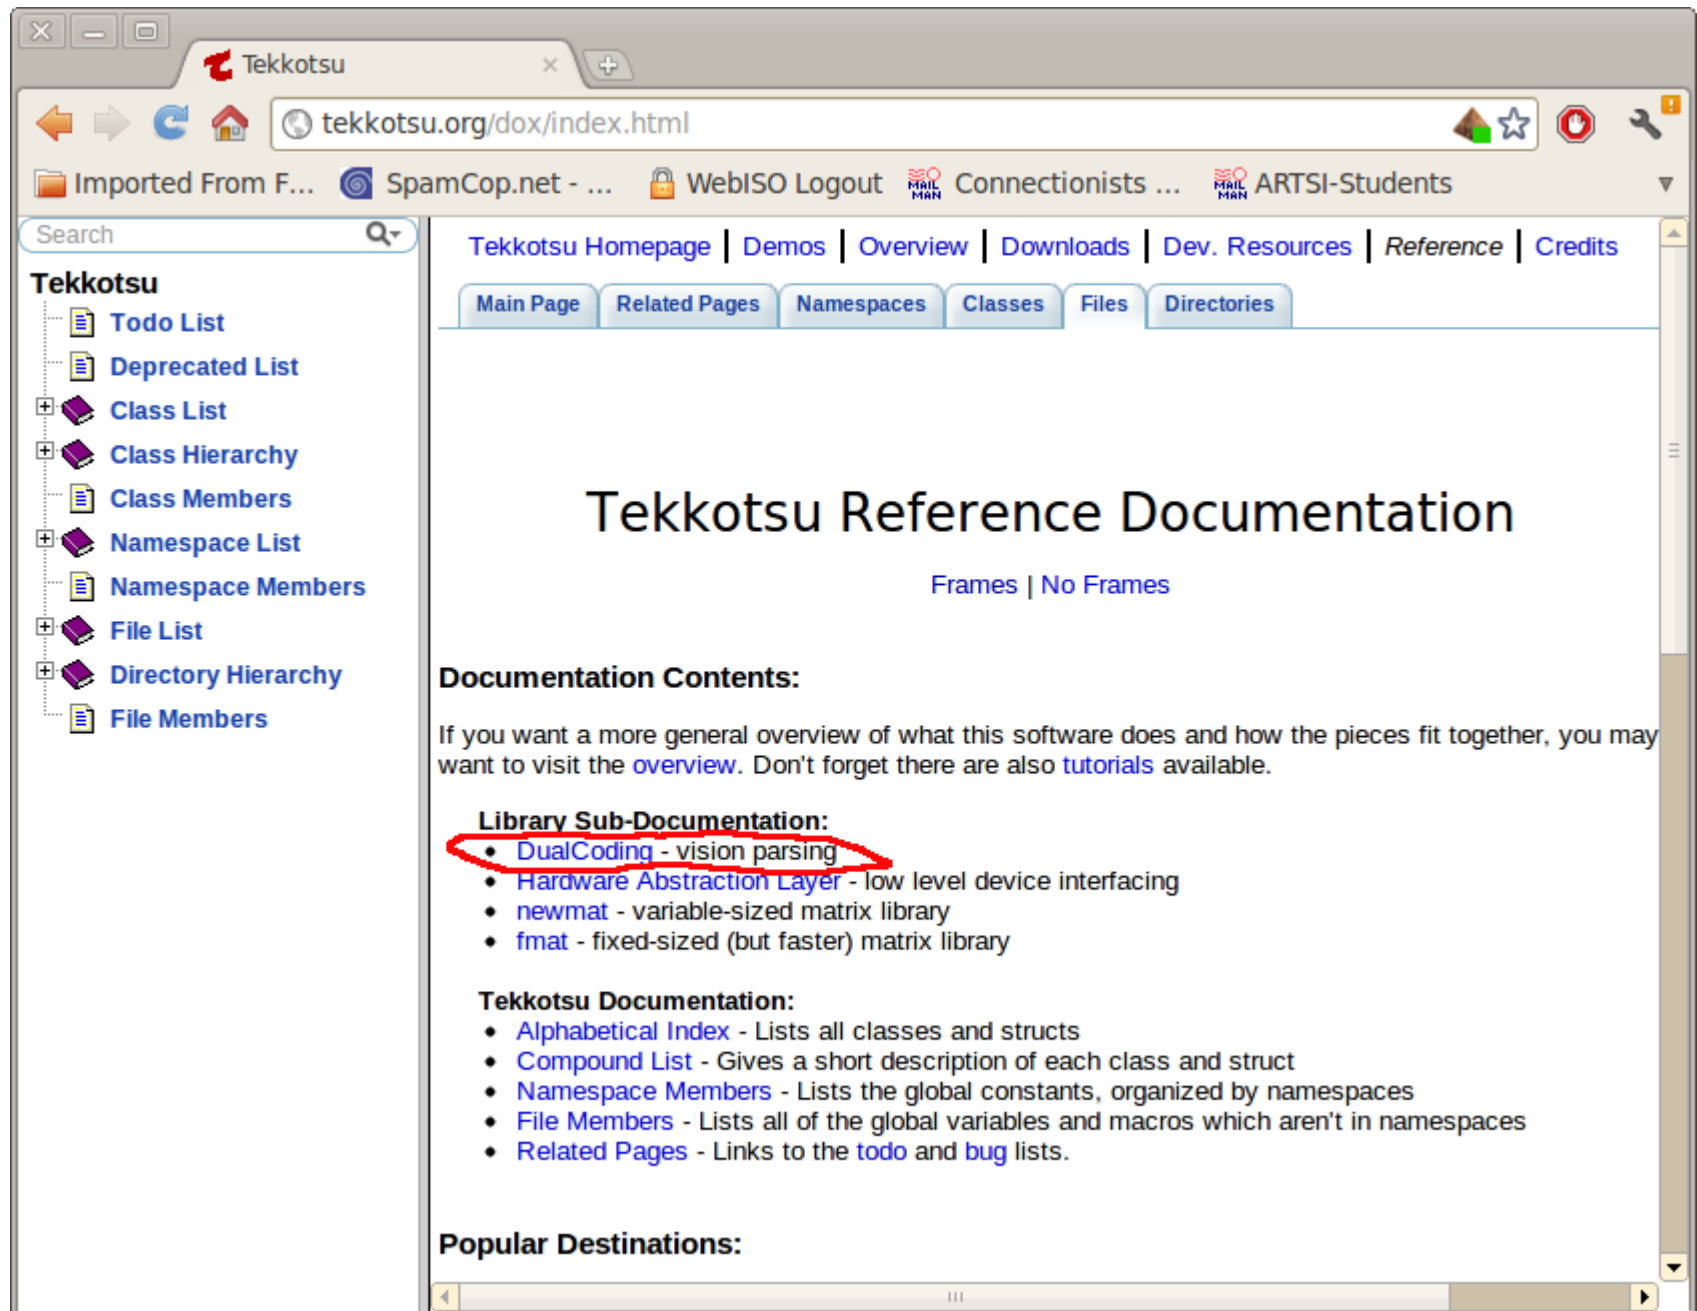 Tekkotsu
tekkotsu.org/dox/index.html
Imported From F... SpamCop.net - ... WebISO Logout MAIL MAN Connectionists ... MAIL MAN ARTSI-Students
Search
Tekkotsu
Todo List
Deprecated List
Class List
Class Hierarchy
Class Members
Namespace List
Namespace Members
File List
Directory Hierarchy
File Members
Tekkotsu Homepage | Demos | Overview | Downloads | Dev. Resources | Reference | Credits
Main Page Related Pages Namespaces Classes Files Directories
Tekkotsu Reference Documentation
Frames | No Frames
Documentation Contents:
If you want a more general overview of what this software does and how the pieces fit together, you may
want to visit the overview. Don't forget there are also tutorials available.
Library Sub-Documentation:
• DualCoding - vision parsing
• Hardware Abstraction Layer - low level device interfacing
• newmat - variable-sized matrix library
• fmat - fixed-sized (but faster) matrix library
Tekkotsu Documentation:
• Alphabetical Index - Lists all classes and structs
• Compound List - Gives a short description of each class and struct
• Namespace Members - Lists the global constants, organized by namespaces
• File Members - Lists all of the global variables and macros which aren't in namespaces
• Related Pages - Links to the todo and bug lists.
Popular Destinations: